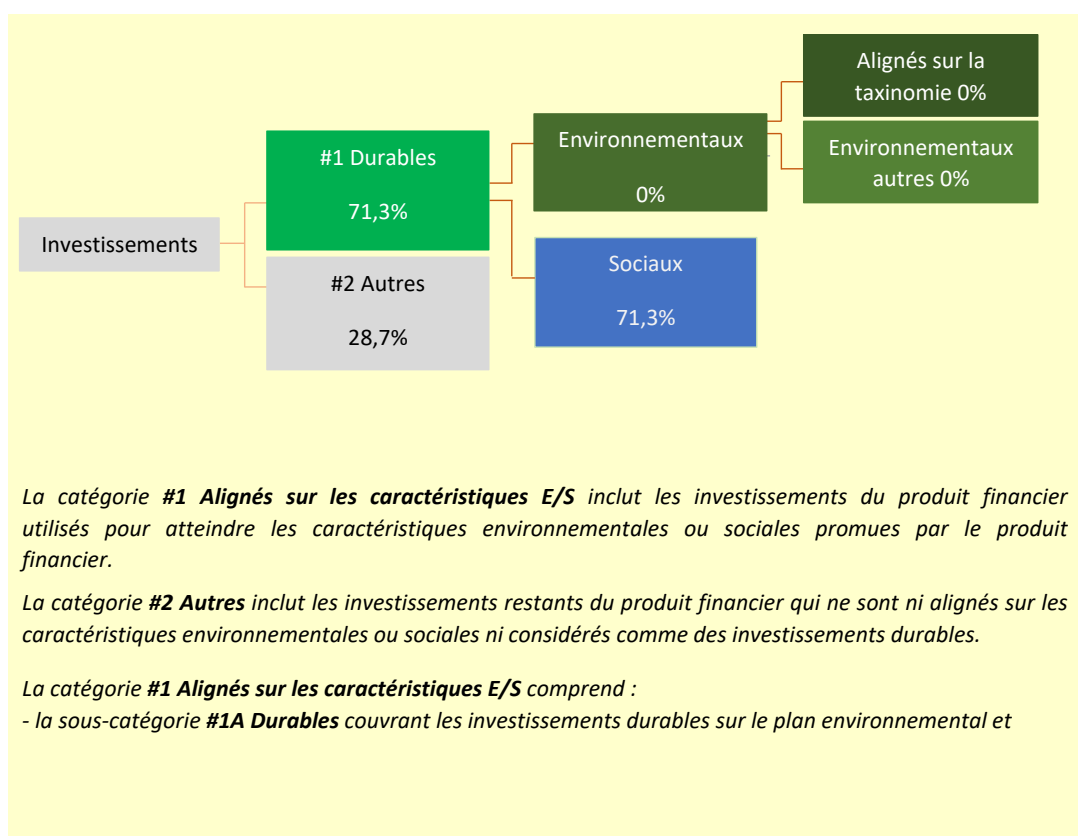 Alignés sur la
taxinomie 0%
Environnementaux
0%
Environnementaux
autres 0%
#1 Durables
71,3%
Investissements
#2 Autres
28,7%
Sociaux
71,3%
La catégorie #1 Alignés sur les caractéristiques E/S inclut les investissements du produit financier
utilisés pour atteindre les caractéristiques environnementales ou sociales promues par le produit
financier.
La catégorie #2 Autres inclut les investissements restants du produit financier qui ne sont ni alignés sur les
caractéristiques environnementales ou sociales ni considérés comme des investissements durables.
La catégorie #1 Alignés sur les caractéristiques E/S comprend :
- la sous-catégorie #1A Durables couvrant les investissements durables sur le plan environnemental et